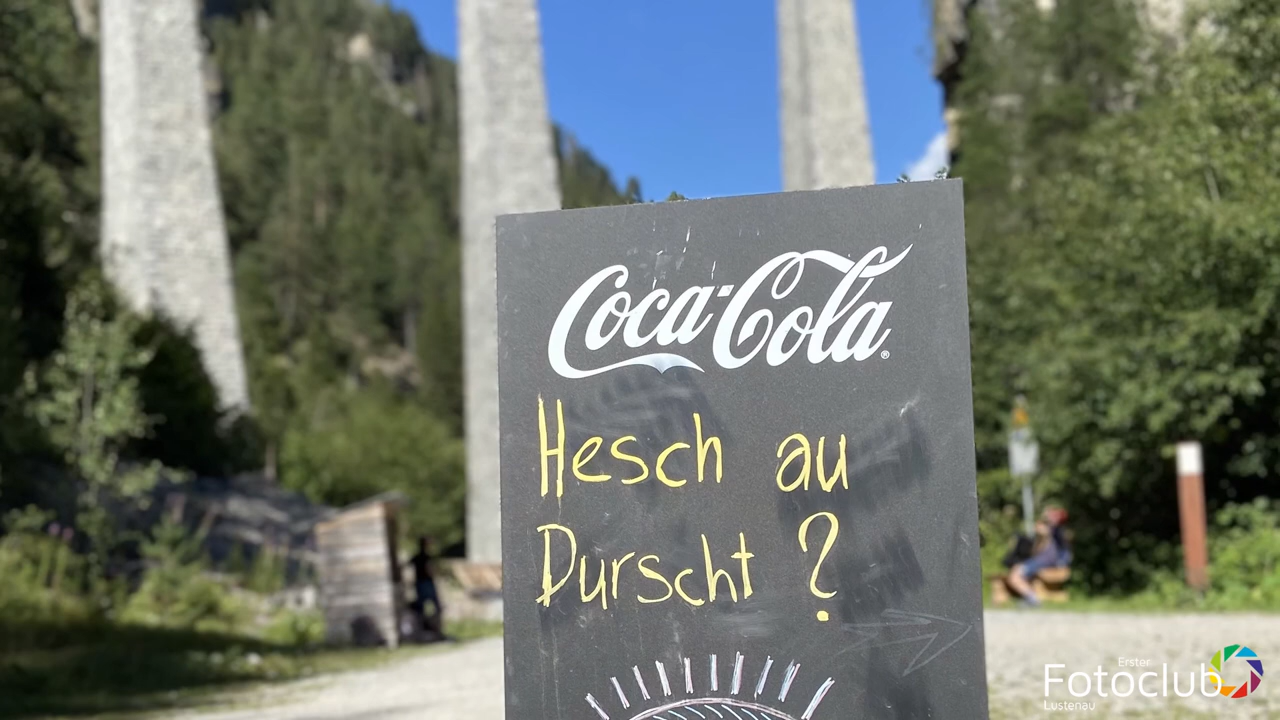 Coca-Cola®
Hesch au
Durscht?
Erster
Fotoclub
Lustenau